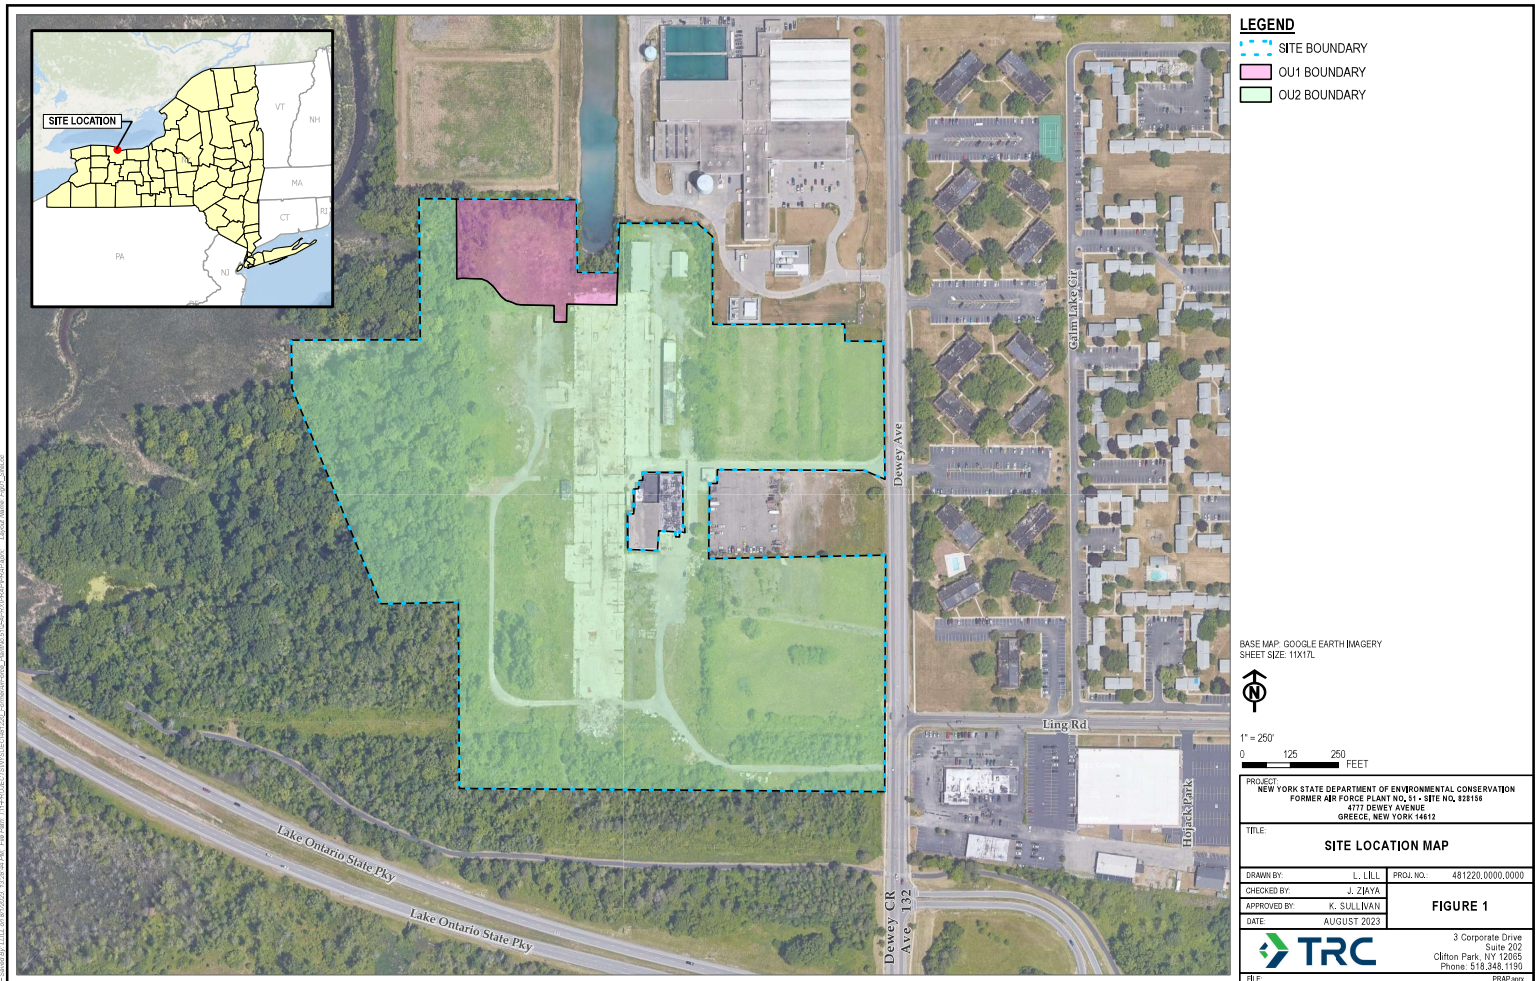 SITE LOCATION
VT
NH
NY
MA
CT
RI
PA
NJ
Calm Lake Cir
Dewey Ave
Ling Rd
Hojack Park
Lake Ontario State Pky
Lake Ontario State Pky
Dewey CR
Ave 132
LEGEND
SITE BOUNDARY
OU1 BOUNDARY
OU2 BOUNDARY
BASE MAP: GOOGLE EARTH IMAGERY
SHEET SIZE: 11X17L
N
1" = 250'
0 125 250
FEET
PROJECT:
NEW YORK STATE DEPARTMENT OF ENVIRONMENTAL CONSERVATION
FORMER AIR FORCE PLANT NO. 51 - SITE NO. 828156
4777 DEWEY AVENUE
GREECE, NEW YORK 14612
TITLE:
SITE LOCATION MAP
DRAWN BY: L. LILL PROJ. NO.: 481220.0000.0000
CHECKED BY: J. ZIAYA
APPROVED BY: K. SULLIVAN
FIGURE 1
DATE: AUGUST 2023
TRC
3 Corporate Drive
Suite 202
Clifton Park, NY 12065
Phone: 518.348.1190
FILE: PRAP.aprx